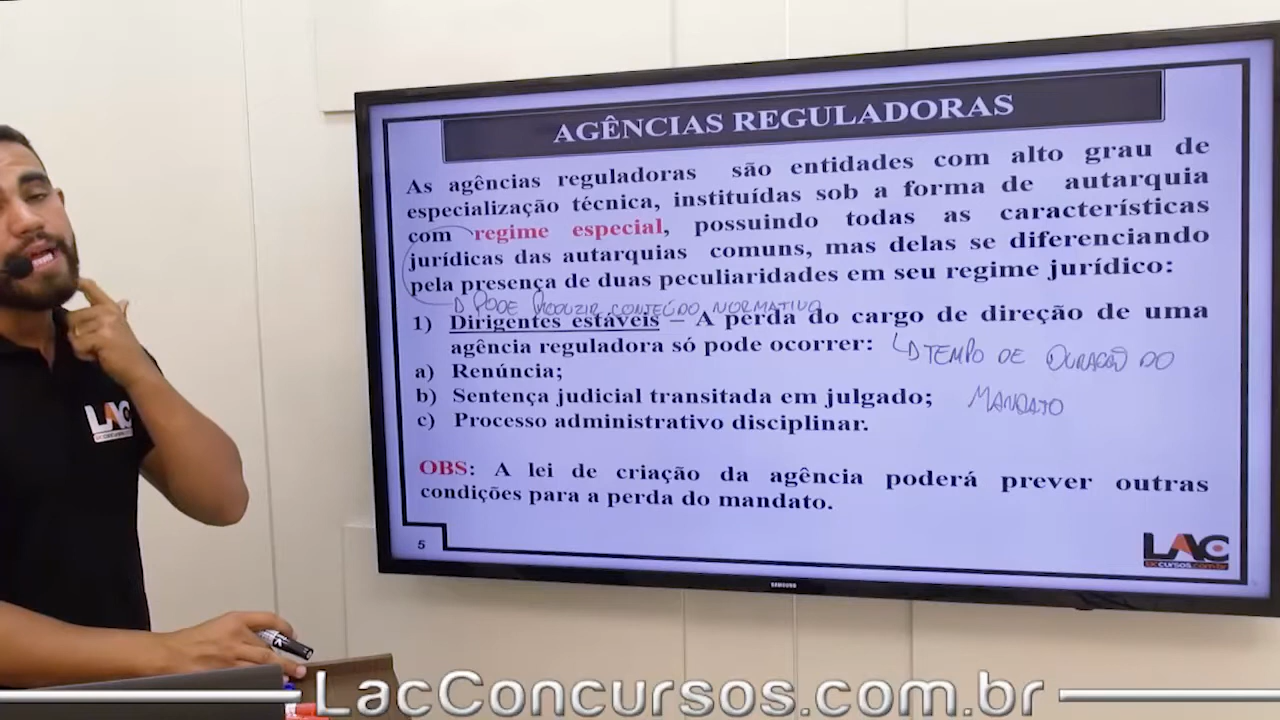 AGÊNCIAS REGULADORAS
As agências reguladoras são entidades com alto grau de
especialização técnica, instituídas sob a forma de autarquia
com regime especial, possuindo todas as características
jurídicas das autarquias comuns, mas delas se diferenciando
pela presença de duas peculiaridades em seu regime jurídico:
PODE PRODUZIR CONTEÚDO NORMATIVO
1) Dirigentes estáveis – A perda do cargo de direção de uma
agência reguladora só pode ocorrer:
TEMPO DE DURAÇÃO DO
MANDATO
a) Renúncia;
b) Sentença judicial transitada em julgado;
c) Processo administrativo disciplinar.
OBS: A lei de criação da agência poderá prever outras
condições para a perda do mandato.
5
LAC
SAMSUNG
LAC
LacConcursos.com.br